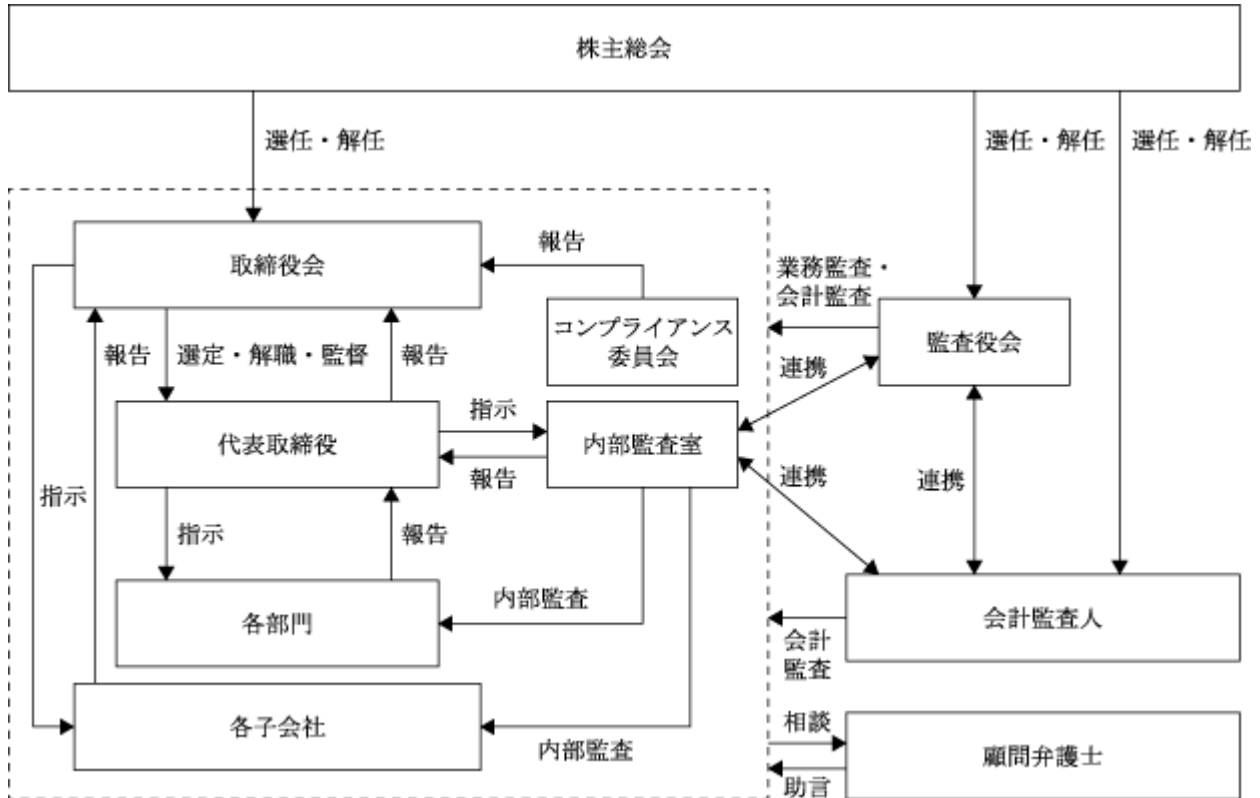 株主総会
選任・解任
選任・解任
選任・解任
取締役会
報告
コンプライアンス
委員会
業務監査・
会計監査
監査役会
報告
選定・解職・監督
報告
連携
代表取締役
指示
報告
内部監査室
指示
連携
連携
指示
報告
各部門
内部監査
会計監査人
会計
監査
各子会社
内部監査
相談
助言
顧問弁護士